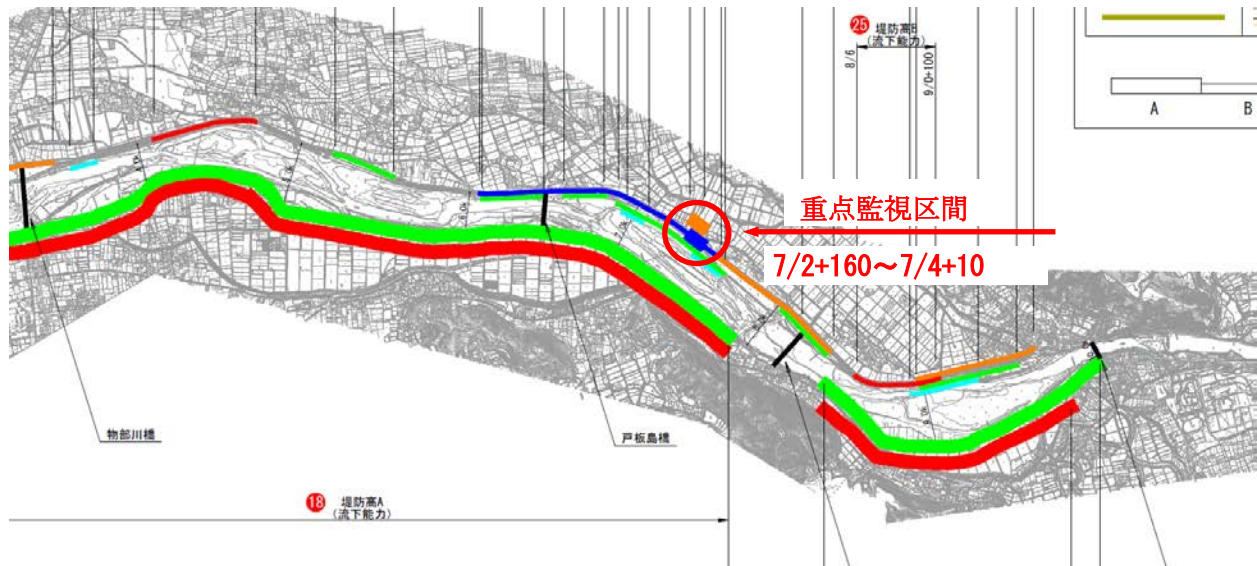 25 堤防高B
(流下能力)
8/6
9/0+100
A
B
重点監視区間
7/2+160～7/4+10
物部川橋
戸板島橋
18 堤防高A
(流下能力)